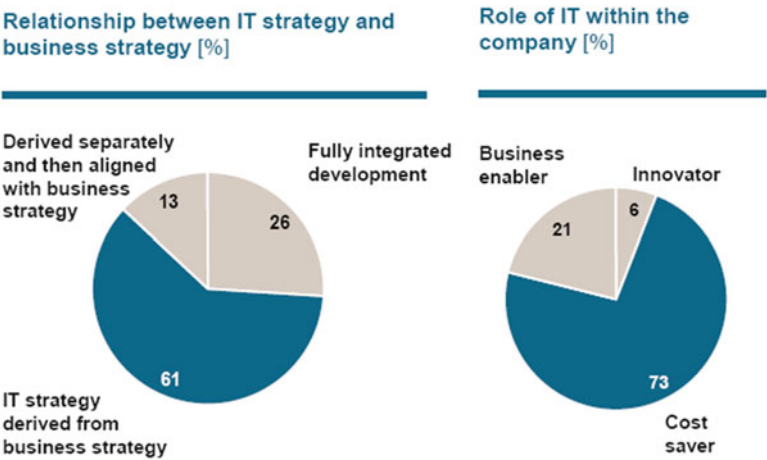 Relationship between IT strategy and
business strategy [%]
Derived separately
and then aligned
with business
strategy
13
Fully integrated
development
26
61
IT strategy
derived from
business strategy
Role of IT within the
company [%]
Business
enabler
Innovator
6
21
73
Cost
saver